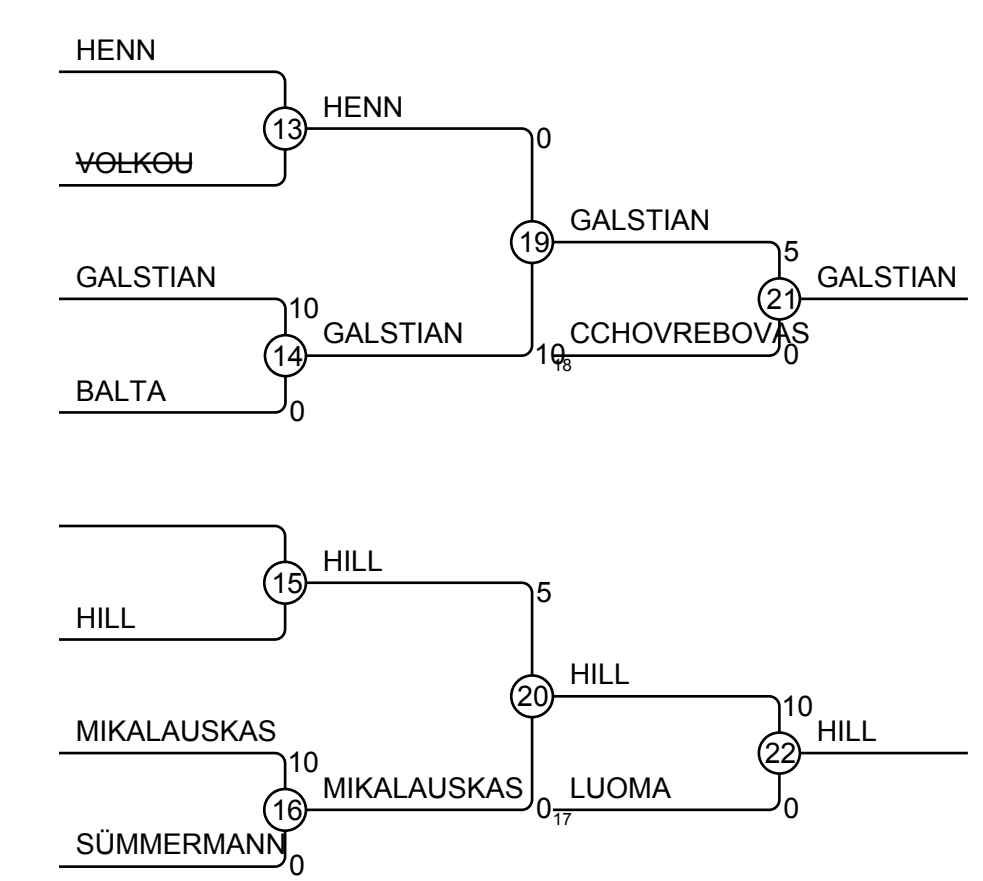 HENN
13
HENN
0
VOLKOU
19
GALSTIAN
5
GALSTIAN
10
21
GALSTIAN
14
GALSTIAN
10
18
CCHOVREBOVAS
0
BALTA
0
15
HILL
5
HILL
20
HILL
10
MIKALAUSKAS
10
22
HILL
16
MIKALAUSKAS
0
17
LUOMA
0
SÜMMERMANN
0